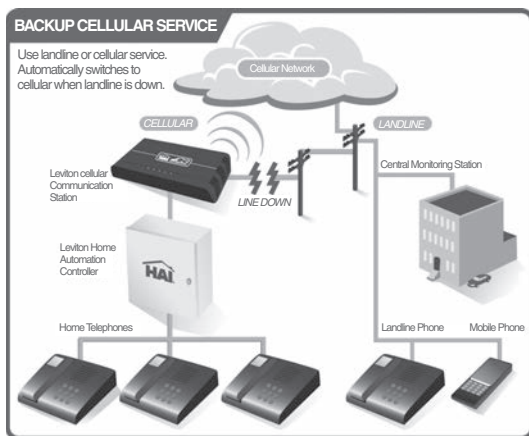 BACKUP CELLULAR SERVICE
Use landline or cellular service.
Automatically switches to
cellular when landline is down.
Cellular Network
CELLULAR
LANDLINE
Leviton cellular
Communication
Station
LINE DOWN
Central Monitoring Station
Leviton Home
Automation
Controller
HAI
Home Telephones
Landline Phone
Mobile Phone